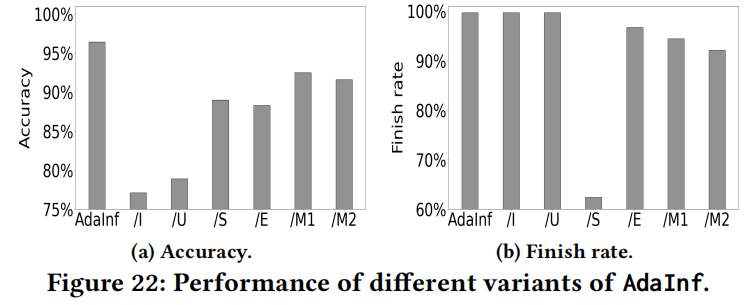 100%
95%
90%
85%
80%
75%
Accuracy
AdaInf /I /U /S /E /M1 /M2
(a) Accuracy.
100%
90%
80%
70%
60%
Finish rate
AdaInf /I /U /S /E /M1 /M2
(b) Finish rate.
Figure 22: Performance of different variants of AdaInf.